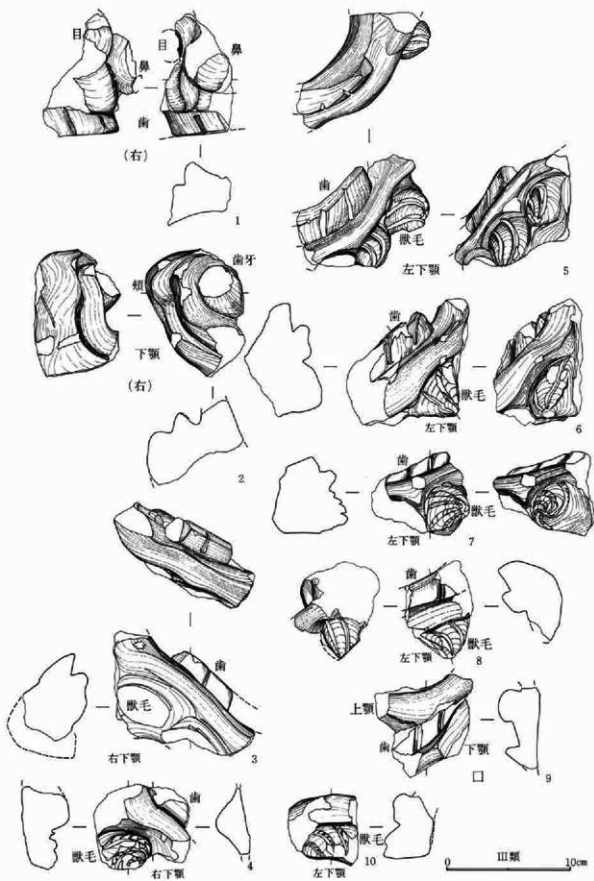 目
鼻
目
鼻
歯
(右)
1
歯
獣毛
左下顎
5
歯牙
頬
下顎
(右)
2
歯
獣毛
左下顎
6
歯
獣毛
左下顎
7
歯
獣毛
左下顎
8
歯
獣毛
右下顎
3
上顎
歯
下顎
口
9
歯
獣毛
右下顎
4
獣毛
左下顎
10
Ⅲ類
0 10cm